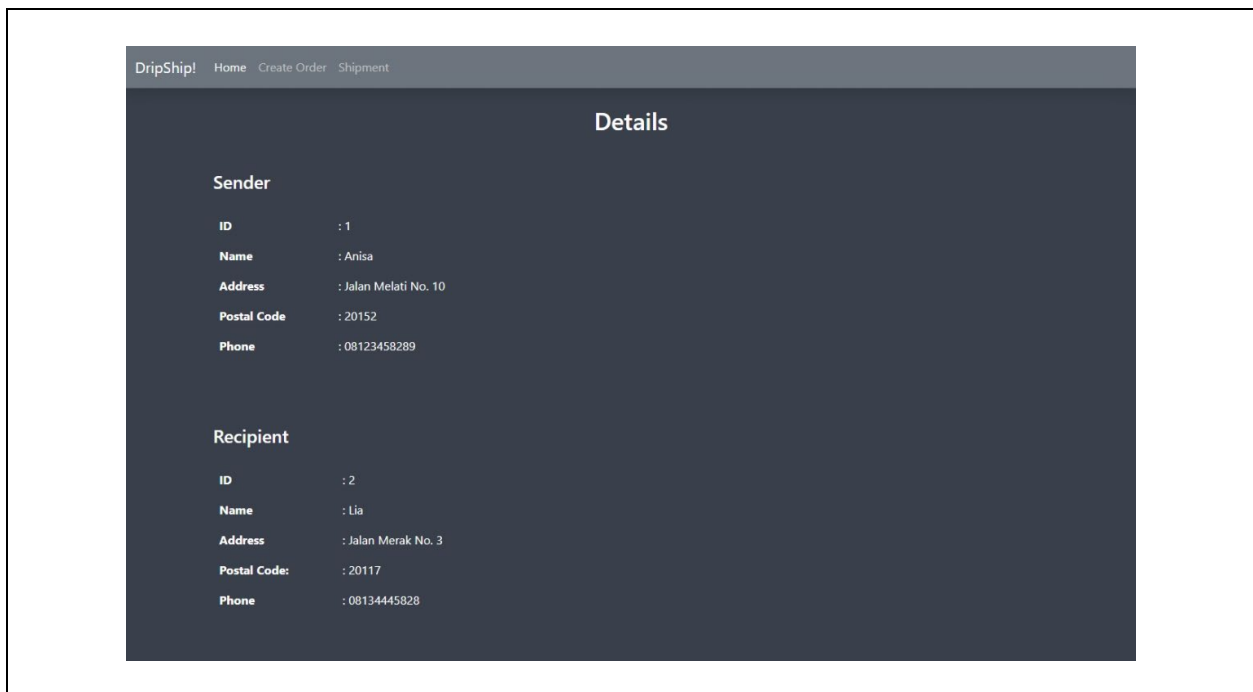 DripShip! Home Create Order Shipment
Details
Sender
ID : 1
Name : Anisa
Address : Jalan Melati No. 10
Postal Code : 20152
Phone : 08123458289
Recipient
ID : 2
Name : Lia
Address : Jalan Merak No. 3
Postal Code: : 20117
Phone : 08134445828